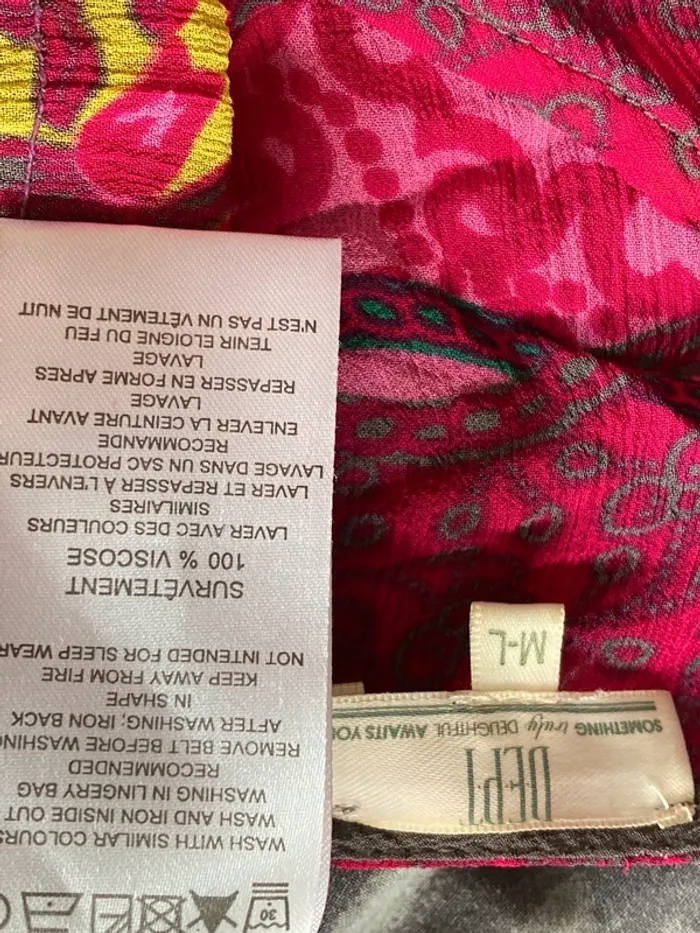 DEPT
SOMETHING truly DELIGHTFUL AWAITS YOU
M-L
30
WASH WITH SIMILAR COLOURS
WASH AND IRON INSIDE OUT
WASHING IN LINGERY BAG
RECOMMENDED
REMOVE BELT BEFORE WASHING
AFTER WASHING, IRON BACK
IN SHAPE
KEEP AWAY FROM FIRE
NOT INTENDED FOR SLEEP WEAR
SURVÊTEMENT
100 % VISCOSE
LAVER AVEC DES COULEURS
SIMILAIRES
LAVER ET REPASSER À L'ENVERS
LAVAGE DANS UN SAC PROTECTEUR
RECOMMANDE
ENLEVER LA CEINTURE AVANT
LAVAGE
REPASSER EN FORME APRES
LAVAGE
TENIR ELOIGNE DU FEU
N'EST PAS UN VÊTEMENT DE NUIT